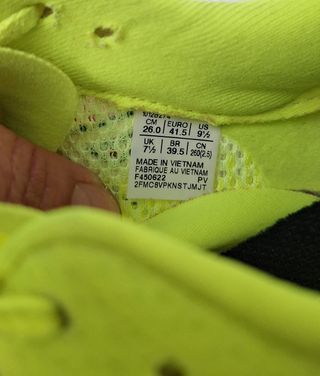 CM EURO US
26.0 41.5 9½
UK BR CN
7½ 39.5 260(2.5)
MADE IN VIETNAM
FABRIQUE AU VIETNAM
F450622 PV
2FMC8VPKNSTJMJT